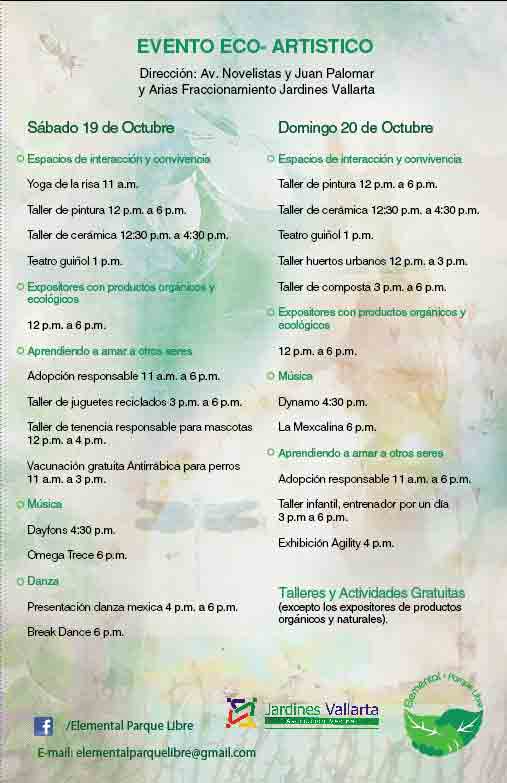 EVENTO ECO- ARTISTICO
Dirección: Av. Novelistas y Juan Palomar
y Arias Fraccionamiento Jardines Vallarta
Sábado 19 de Octubre
Espacios de interacción y convivencia
Yoga de la risa 11 a.m.
Taller de pintura 12 p.m. a 6 p.m.
Taller de cerámica 12:30 p.m. a 4:30 p.m.
Teatro guiñol 1 p.m.
Expositores con productos orgánicos y
ecológicos
12 p.m. a 6 p.m.
Aprendiendo a amar a otros seres
Adopción responsable 11 a.m. a 6 p.m.
Taller de juguetes reciclados 3 p.m. a 6 p.m.
Taller de tenencia responsable para mascotas
12 p.m. a 4 p.m.
Vacunación gratuita Antirrábica para perros
11 a.m. a 3 p.m.
Música
Dayfons 4:30 p.m.
Omega Trece 6 p.m.
Danza
Presentación danza mexica 4 p.m. a 6 p.m.
Break Dance 6 p.m.
Domingo 20 de Octubre
Espacios de interacción y convivencia
Taller de pintura 12 p.m. a 6 p.m.
Taller de cerámica 12:30 p.m. a 4:30 p.m.
Teatro guiñol 1 p.m.
Taller huertos urbanos 12 p.m. a 3 p.m.
Taller de composta 3 p.m. a 6 p.m.
Expositores con productos orgánicos y
ecológicos
12 p.m. a 6 p.m.
Música
Dynamo 4:30 p.m.
La Mexcalina 6 p.m.
Aprendiendo a amar a otros seres
Adopción responsable 11 a.m. a 6 p.m.
Taller infantil, entrenador por un día
3 p.m a 6 p.m.
Exhibición Agility 4 p.m.
Talleres y Actividades Gratuitas
(excepto los expositores de productos
orgánicos y naturales).
f /Elemental Parque Libre
E-mail: elementalparquelibre@gmail.com
Jardines Vallarta
Elemental • Parque Libre